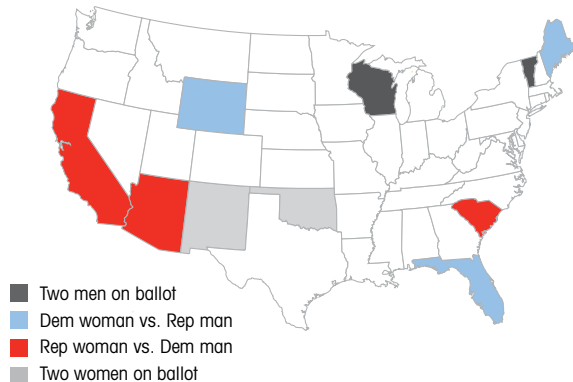 Two men on ballot
Dem woman vs. Rep man
Rep woman vs. Dem man
Two women on ballot